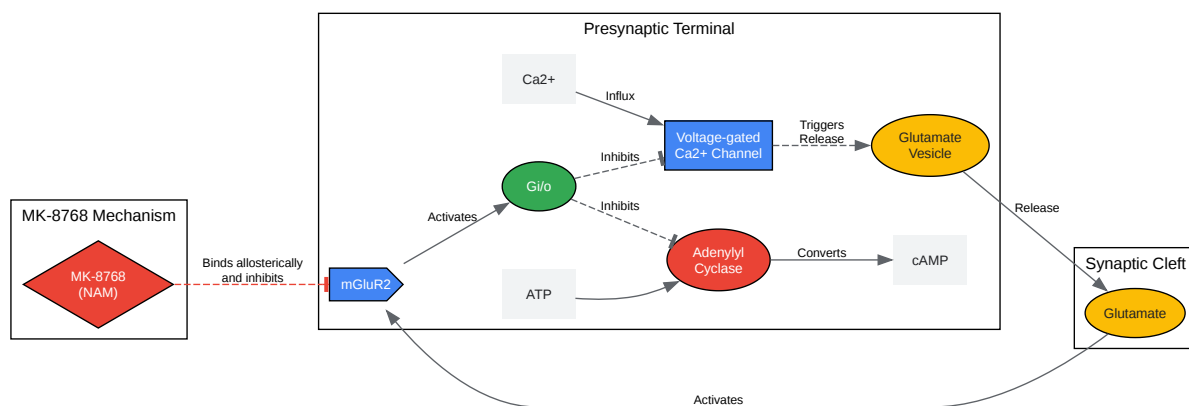 Presynaptic Terminal
Ca2+
Influx
Voltage-gated
Ca2+ Channel
Triggers
Release
Glutamate
Vesicle
Inhibits
Gi/o
Activates
Inhibits
Release
MK-8768 Mechanism
MK-8768
(NAM)
Binds allosterically
and inhibits
mGluR2
Adenylyl
Cyclase
Converts
cAMP
ATP
Synaptic Cleft
Glutamate
Activates